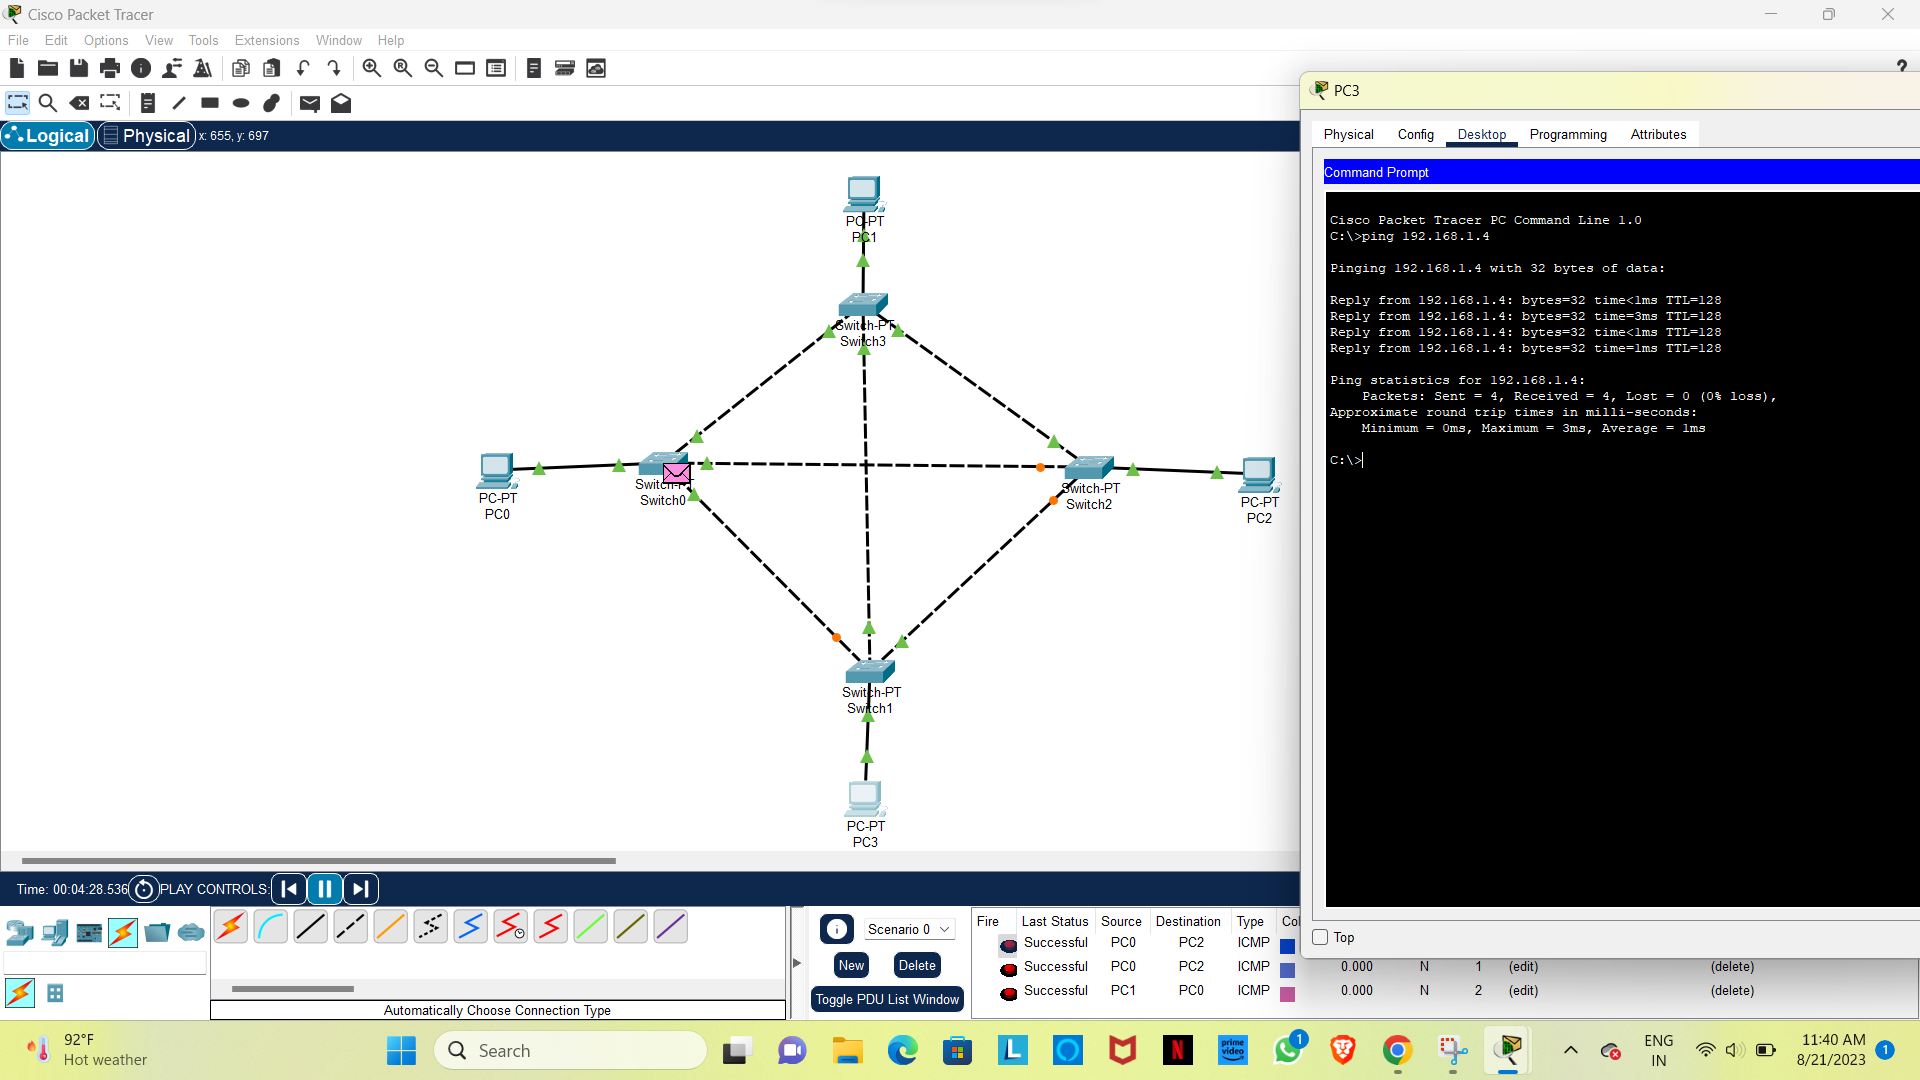 Cisco Packet Tracer
File Edit Options View Tools Extensions Window Help
?
Logical Physical x: 655, y: 697
PC-PT
PC1
Switch-PT
Switch3
PC-PT
PC0
Switch-PT
Switch0
Switch-PT
Switch2
PC-PT
PC2
Switch-PT
Switch1
PC-PT
PC3
PC3
Physical Config Desktop Programming Attributes
Command Prompt
Cisco Packet Tracer PC Command Line 1.0
C:\>ping 192.168.1.4
Pinging 192.168.1.4 with 32 bytes of data:
Reply from 192.168.1.4: bytes=32 time<1ms TTL=128
Reply from 192.168.1.4: bytes=32 time=3ms TTL=128
Reply from 192.168.1.4: bytes=32 time<1ms TTL=128
Reply from 192.168.1.4: bytes=32 time=1ms TTL=128
Ping statistics for 192.168.1.4:
Packets: Sent = 4, Received = 4, Lost = 0 (0% loss),
Approximate round trip times in milli-seconds:
Minimum = 0ms, Maximum = 3ms, Average = 1ms
C:\>
Top
Time: 00:04:28.536 PLAY CONTROLS:
Automatically Choose Connection Type
Scenario 0
New Delete
Toggle PDU List Window
Fire Last Status Source Destination Type Col
Successful PC0 PC2 ICMP
Successful PC0 PC2 ICMP 0.000 N 1 (edit) (delete)
Successful PC1 PC0 ICMP 0.000 N 2 (edit) (delete)
92°F
Hot weather
Search
L
N
prime video
1
ENG
IN
11:40 AM
8/21/2023
1